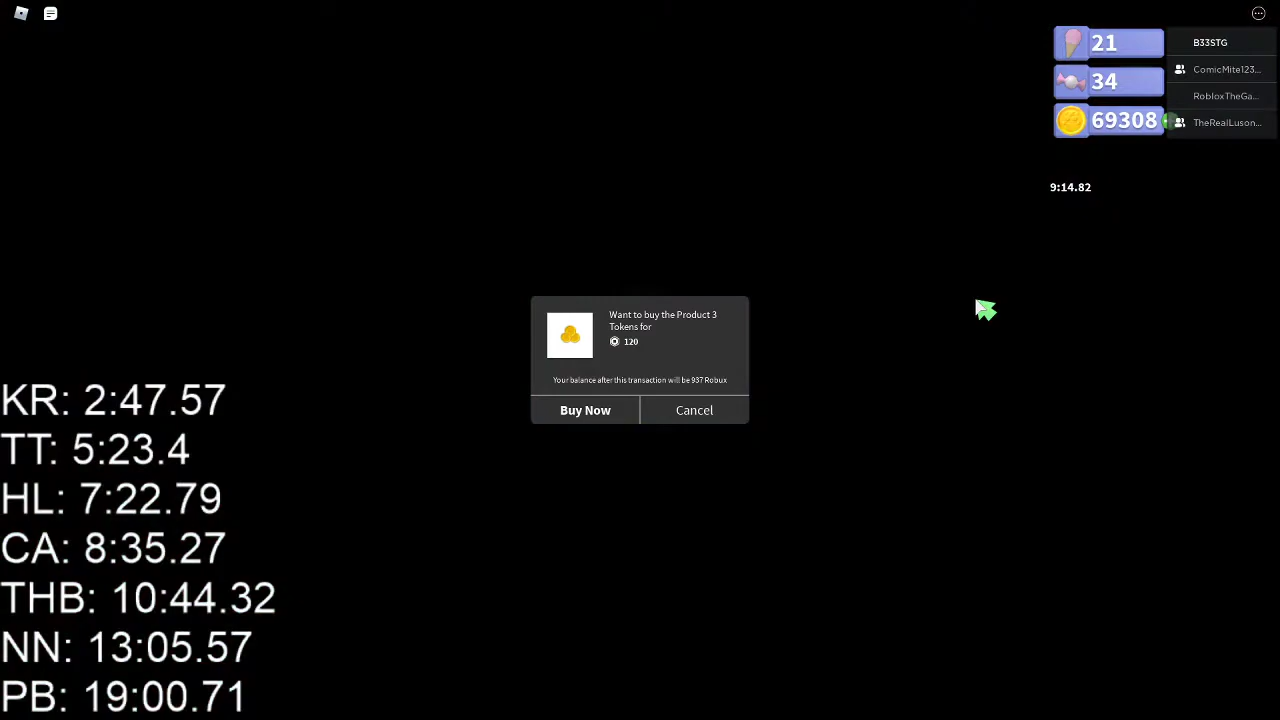 21
B33STG
ComicMite123...
34
RobloxTheGa...
69308
TheRealLuson...
9:14.82
Want to buy the Product 3
Tokens for
120
Your balance after this transaction will be 937 Robux
Buy Now
Cancel
KR: 2:47.57
TT: 5:23.4
HL: 7:22.79
CA: 8:35.27
THB: 10:44.32
NN: 13:05.57
PB: 19:00.71